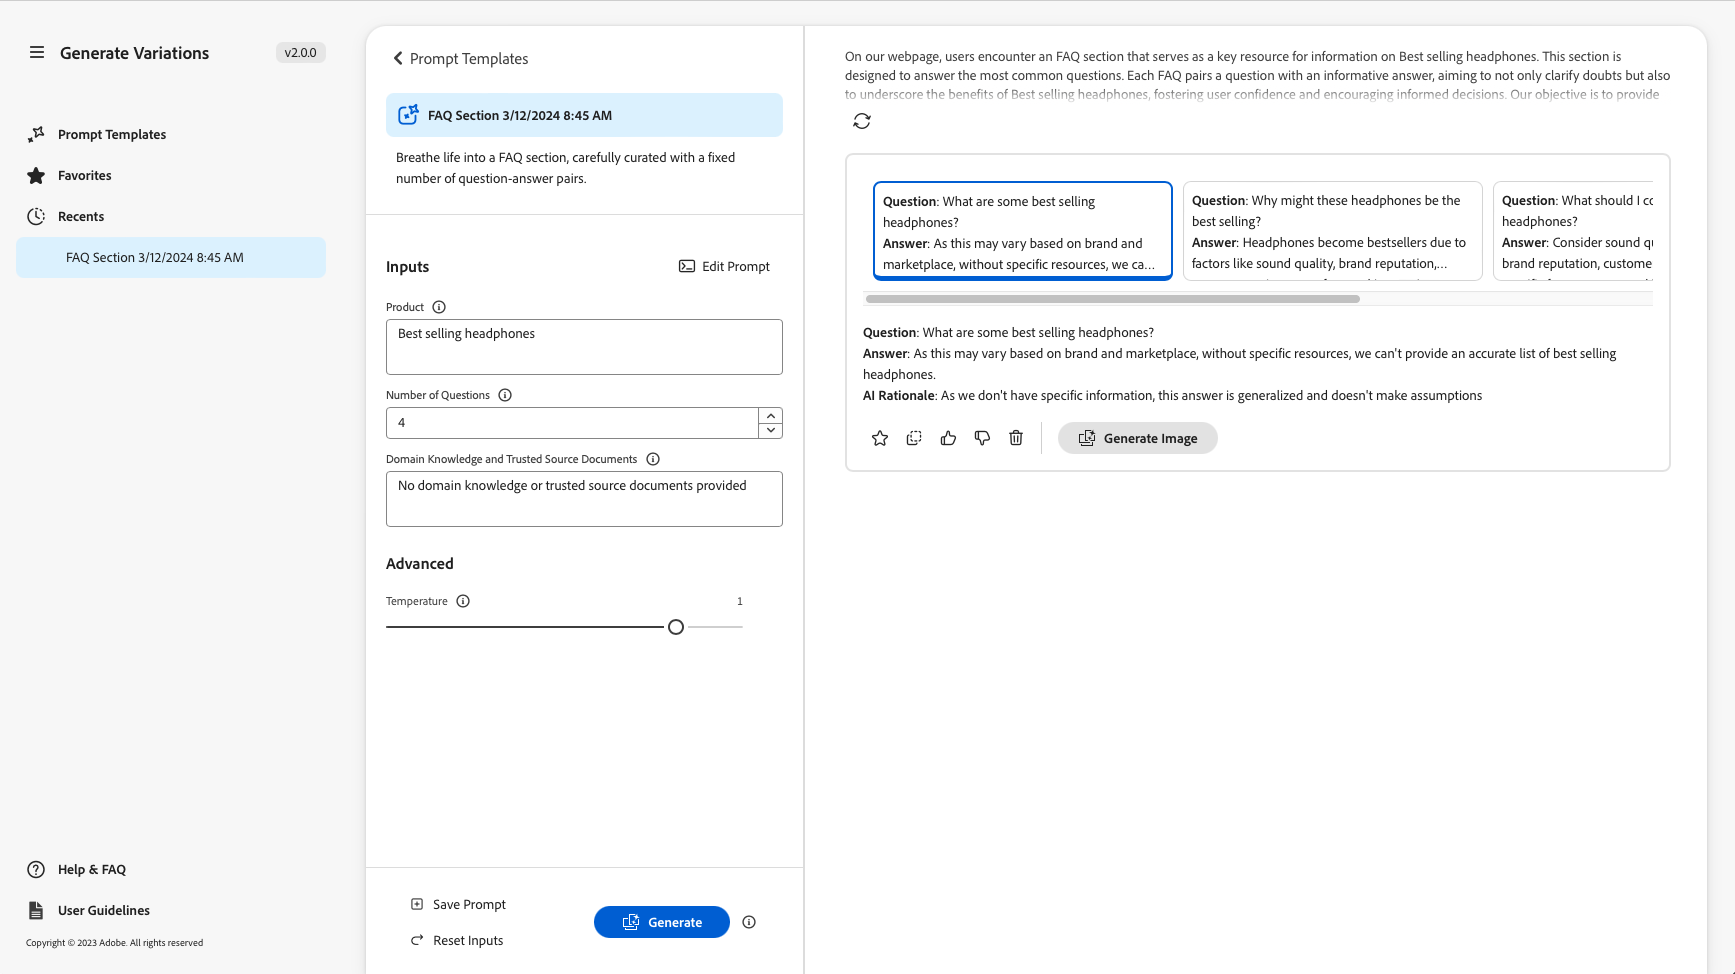 Generate Variations
v2.0.0
Prompt Templates
Favorites
Recents
FAQ Section 3/12/2024 8:45 AM
Help & FAQ
User Guidelines
Copyright © 2023 Adobe. All rights reserved
Prompt Templates
FAQ Section 3/12/2024 8:45 AM
Breathe life into a FAQ section, carefully curated with a fixed
number of question-answer pairs.
Inputs
Edit Prompt
Product
Best selling headphones
Number of Questions
4
Domain Knowledge and Trusted Source Documents
No domain knowledge or trusted source documents provided
Advanced
Temperature
1
Save Prompt
Reset Inputs
Generate
On our webpage, users encounter an FAQ section that serves as a key resource for information on Best selling headphones. This section is
designed to answer the most common questions. Each FAQ pairs a question with an informative answer, aiming to not only clarify doubts but also
to underscore the benefits of Best selling headphones, fostering user confidence and encouraging informed decisions. Our objective is to provide
Question: What are some best selling
headphones?
Answer: As this may vary based on brand and
marketplace, without specific resources, we ca...
Question: Why might these headphones be the
best selling?
Answer: Headphones become bestsellers due to
factors like sound quality, brand reputation,...
Question: What should I co
headphones?
Answer: Consider sound qu
brand reputation, custome
Question: What are some best selling headphones?
Answer: As this may vary based on brand and marketplace, without specific resources, we can't provide an accurate list of best selling
headphones.
AI Rationale: As we don't have specific information, this answer is generalized and doesn't make assumptions
Generate Image